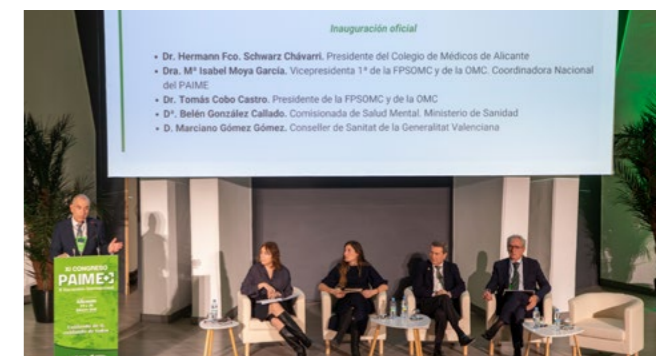 Inauguración oficial
• Dr. Hermann Fco. Schwarz Chávarri. Presidente del Colegio de Médicos de Alicante
• Dra. Mª Isabel Moya García. Vicepresidenta 1ª de la FPSOMC y de la OMC. Coordinadora Nacional
del PAIME
• Dr. Tomás Cobo Castro. Presidente de la FPSOMC y de la OMC
• Dª. Belén González Callado. Comisionada de Salud Mental. Ministerio de Sanidad
• D. Marciano Gómez Gómez. Conseller de Sanitat de la Generalitat Valenciana
XI CONGRESO
PAIME